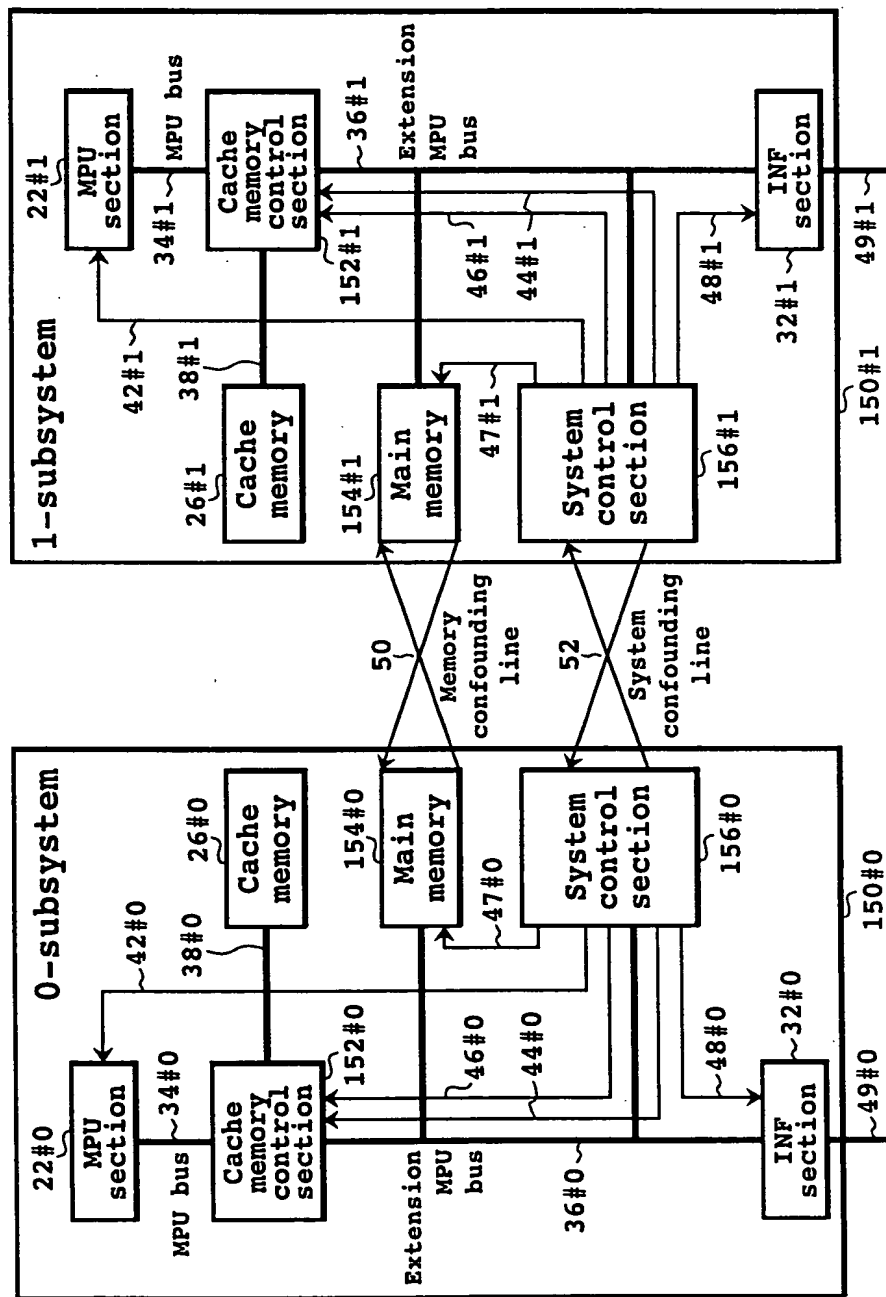 0-subsystem
22#0
MPU
section
42#0
MPU bus
34#0
Cache
memory
control
section
152#0
38#0
26#0
Cache
memory
Extension
MPU
bus
46#0
44#0
36#0
154#0
Main
memory
47#0
System
control
section
156#0
48#0
INF
section
32#0
49#0
150#0
50
Memory
confounding
line
52
System
confounding
line
1-subsystem
22#1
MPU
section
42#1
34#1
MPU bus
26#1
Cache
memory
38#1
Cache
memory
control
section
152#1
36#1
Extension
MPU
bus
154#1
Main
memory
46#1
44#1
47#1
System
control
section
156#1
48#1
INF
section
32#1
49#1
150#1